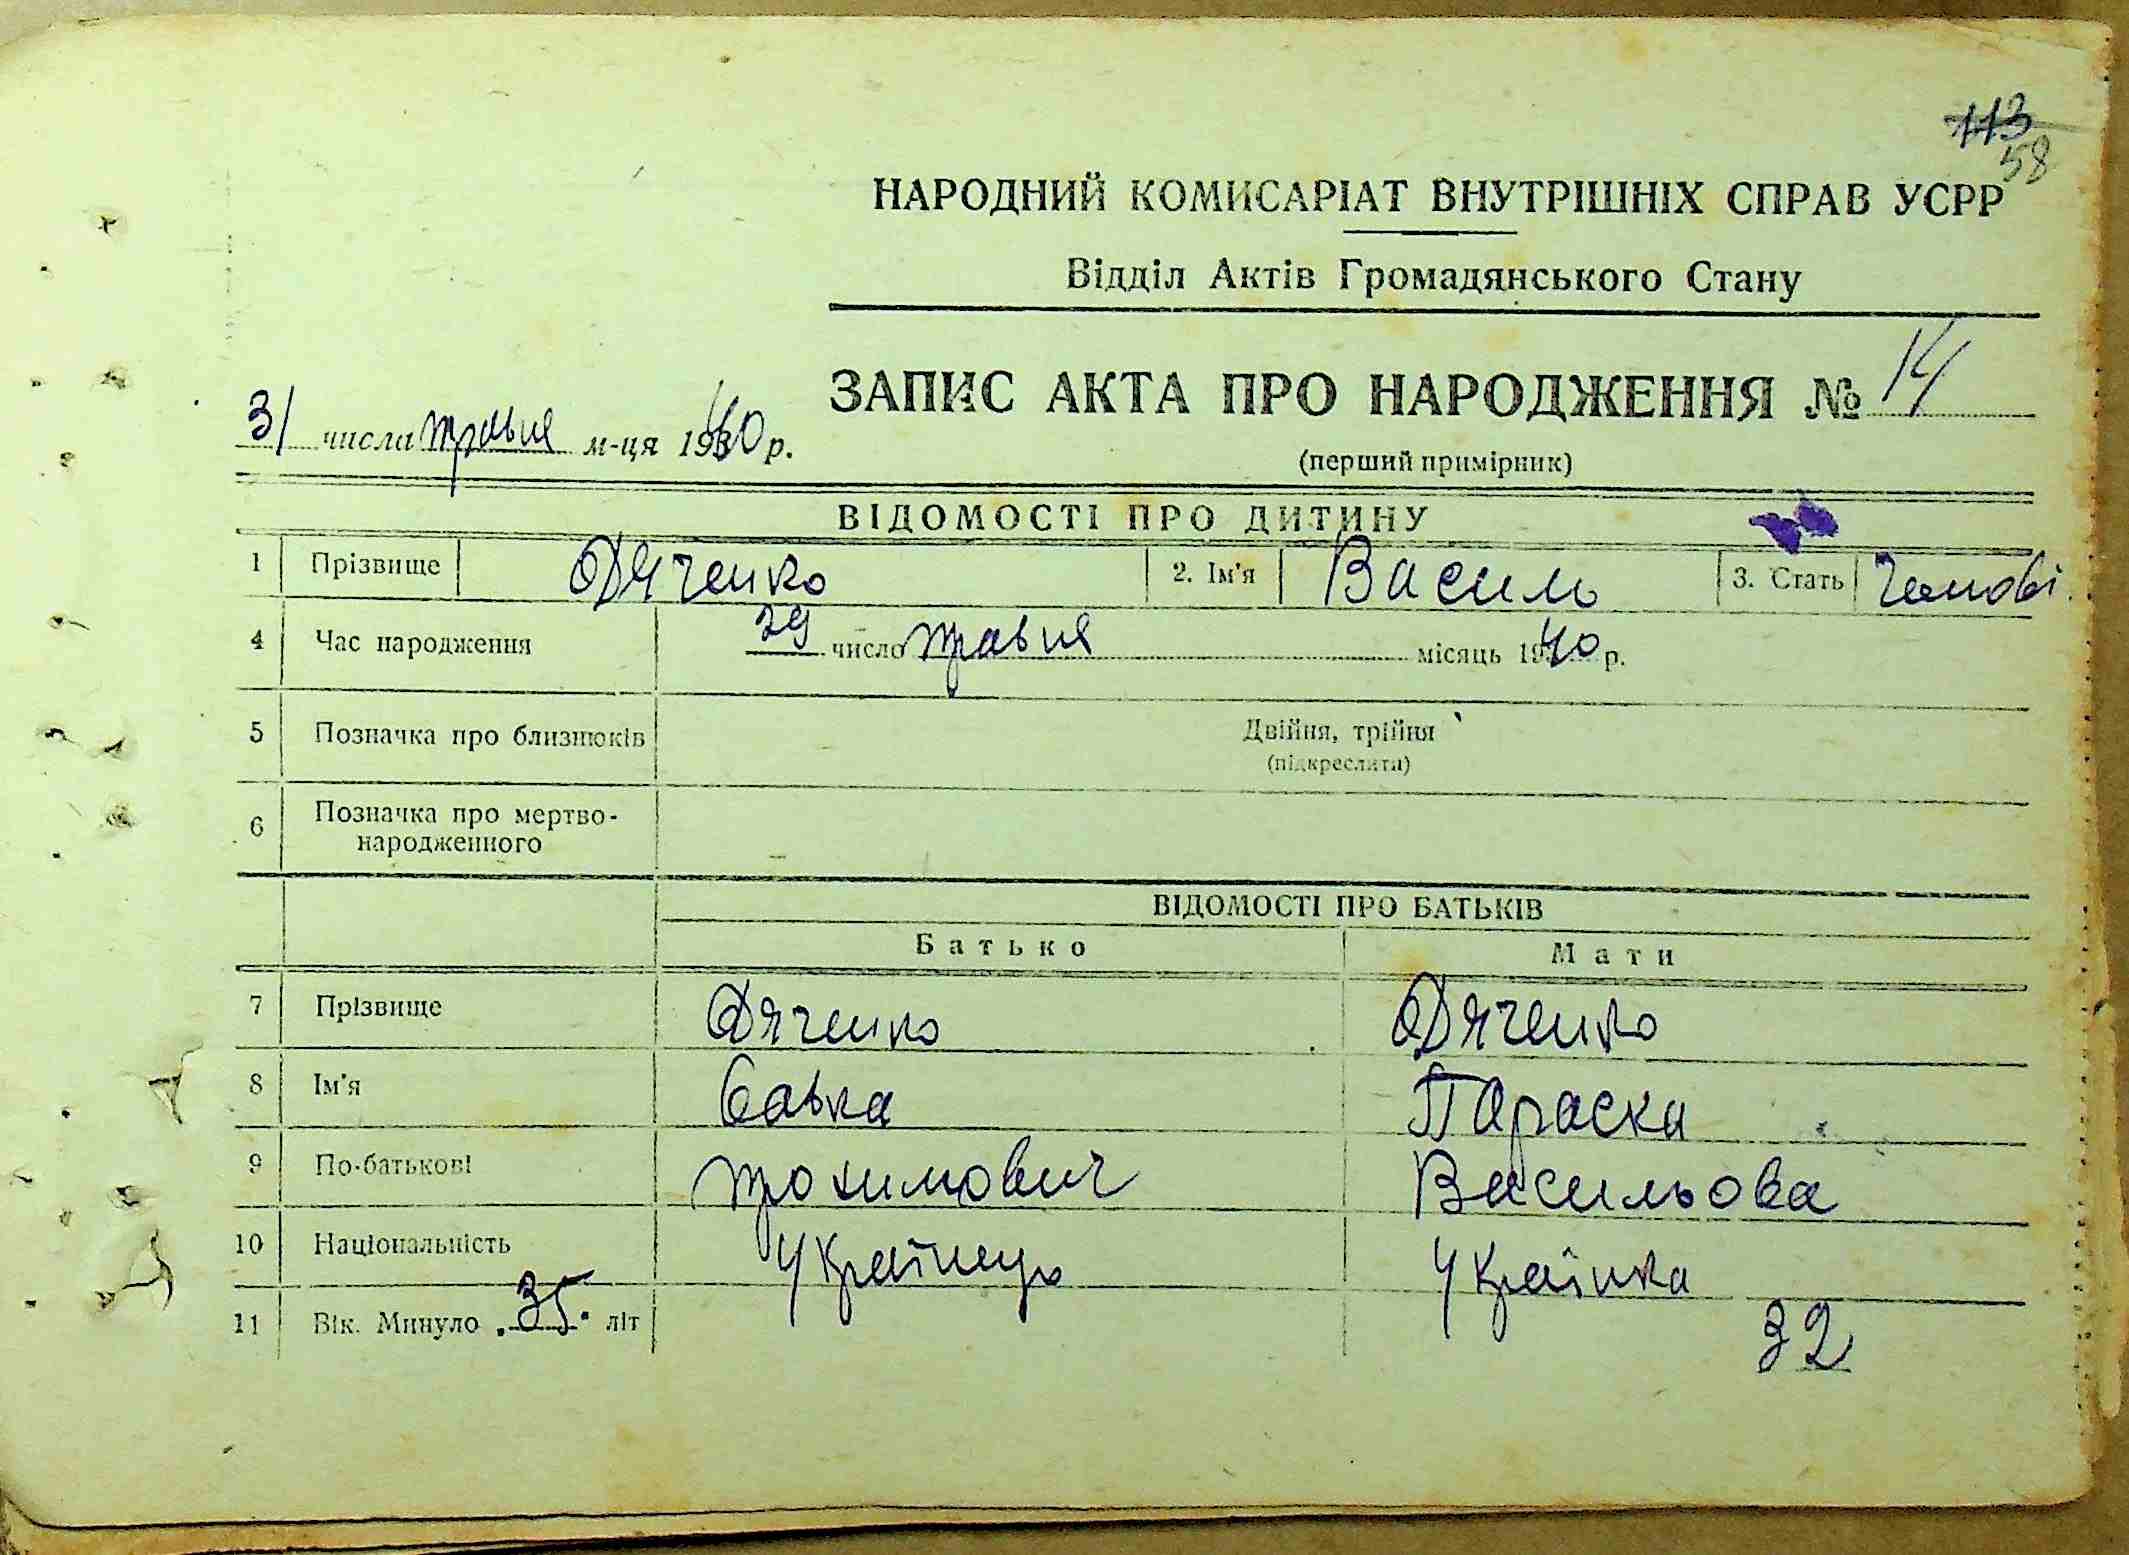 113
58
НАРОДНИЙ КОМИСАРІАТ ВНУТРІШНІХ СПРАВ УСРР
Відділ Актів Громадянського Стану
ЗАПИС АКТА ПРО НАРОДЖЕННЯ № 14
31 числа травня м-ця 1940 р.
(перший примірник)
ВІДОМОСТІ ПРО ДИТИНУ
1 Прізвище Дяченко 2. Ім'я Василь 3. Стать чолові
4 Час народження 29 число травня місяць 1940 р.
5 Позначка про близнюків Двійня, трійня
(підкреслити)
6 Позначка про мертво-
народженного
ВІДОМОСТІ ПРО БАТЬКІВ
Батько Мати
7 Прізвище Дяченко Дяченко
8 Ім'я Савка Параска
9 По-батькові Трохимович Васильова
10 Національність Українець Українка
11 Вік. Минуло 35 літ 32